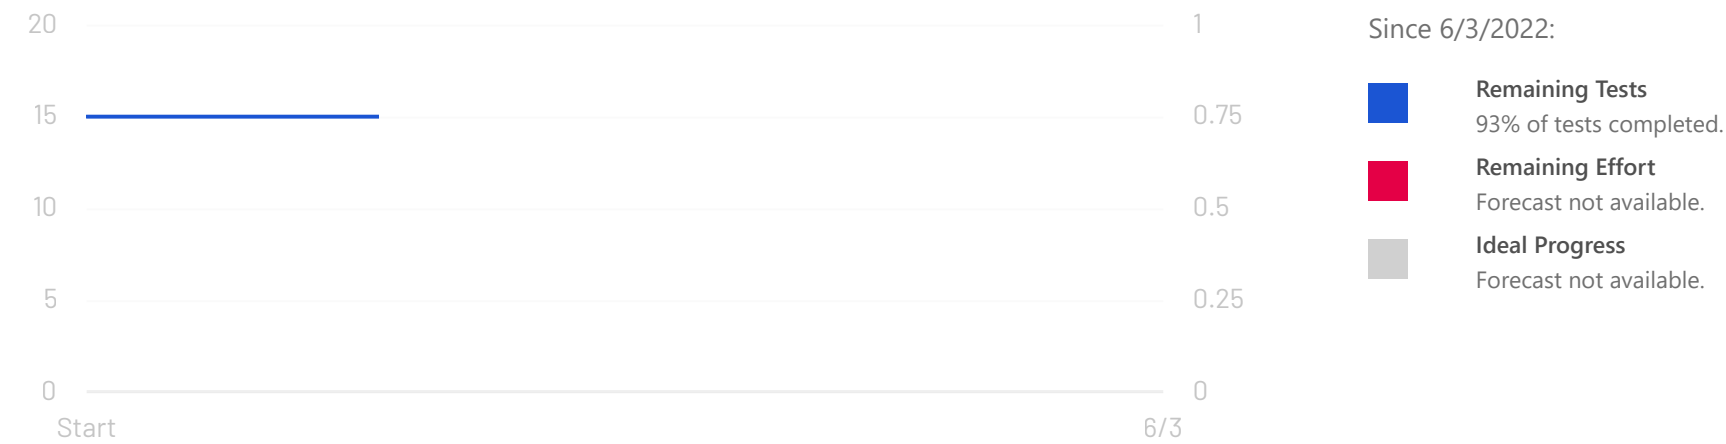 20
15
10
5
0
1
0.75
0.5
0.25
0
Start
6/3
Since 6/3/2022:
Remaining Tests
93% of tests completed.
Remaining Effort
Forecast not available.
Ideal Progress
Forecast not available.